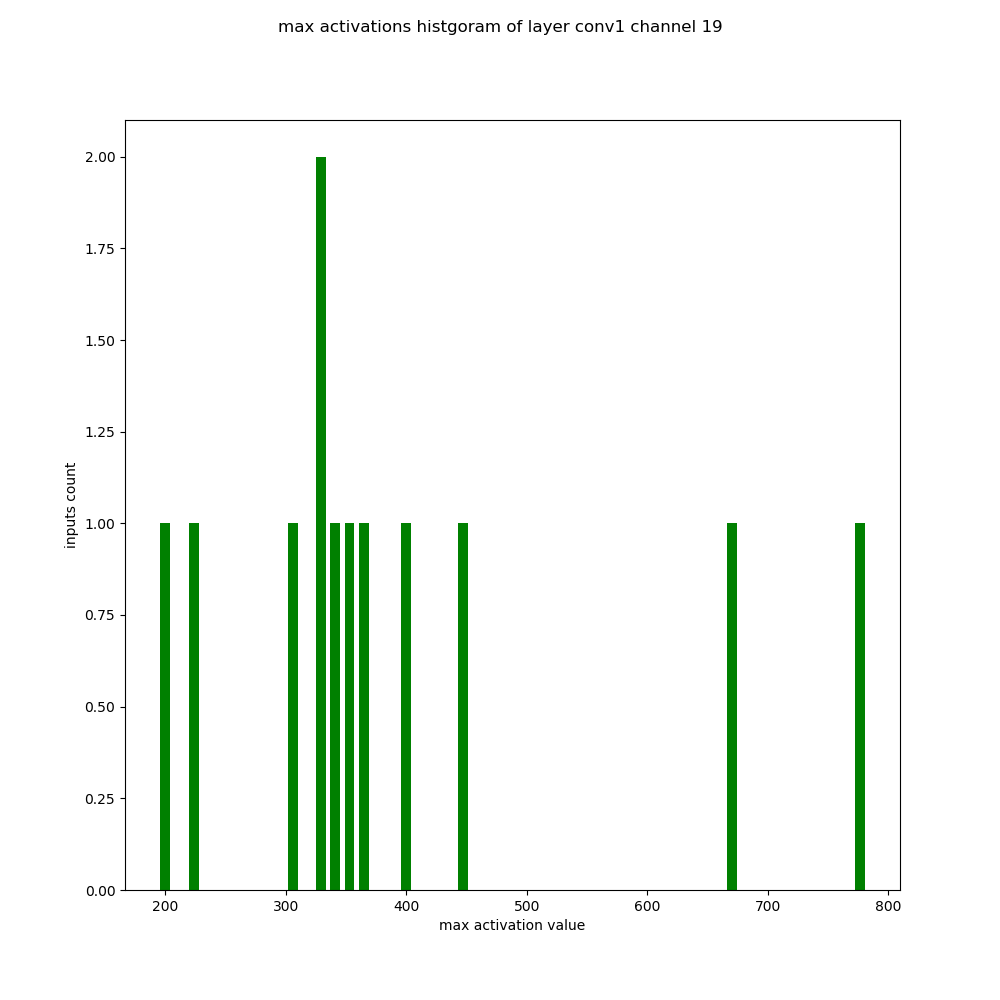 max activations histgoram of layer conv1 channel 19
2.00
1.75
1.50
1.25
1.00
0.75
0.50
0.25
0.00
inputs count
200 300 400 500 600 700 800
max activation value